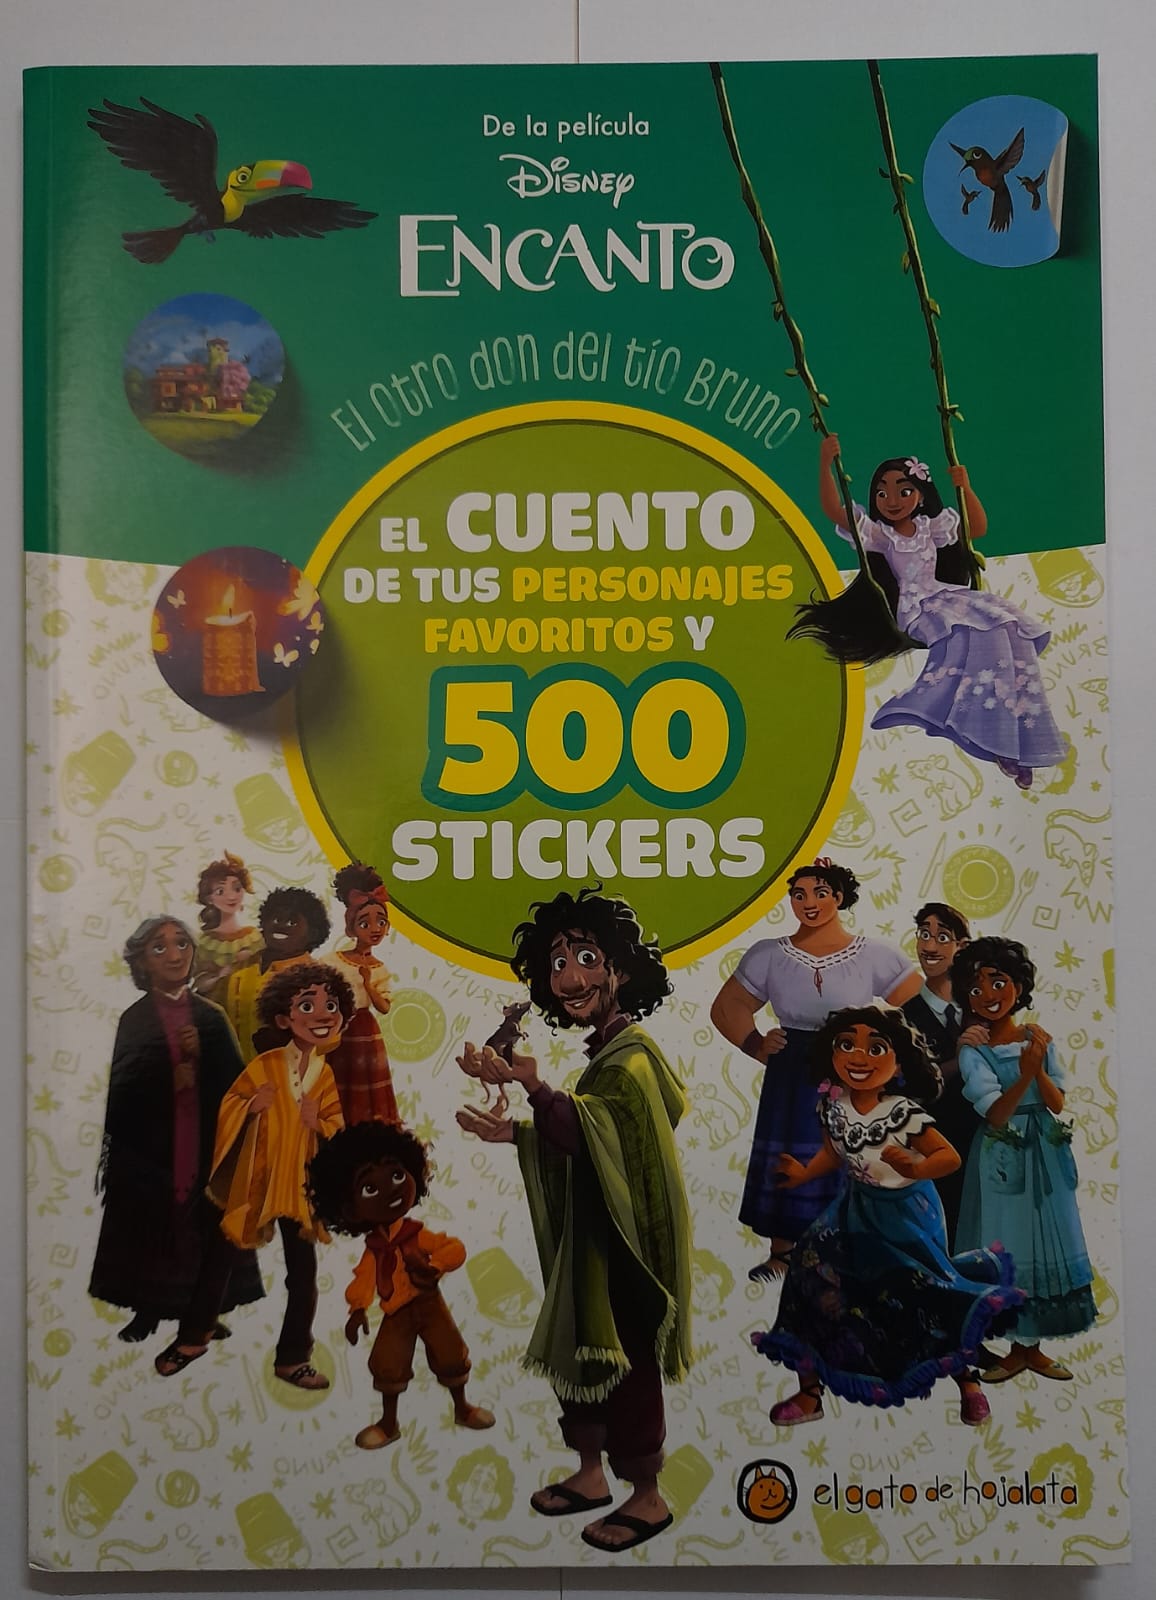 De la película
Disney
ENCANTO
El otro don del tío Bruno
EL CUENTO
DE TUS PERSONAJES
FAVORITOS Y
500
STICKERS
el gato de hojalata